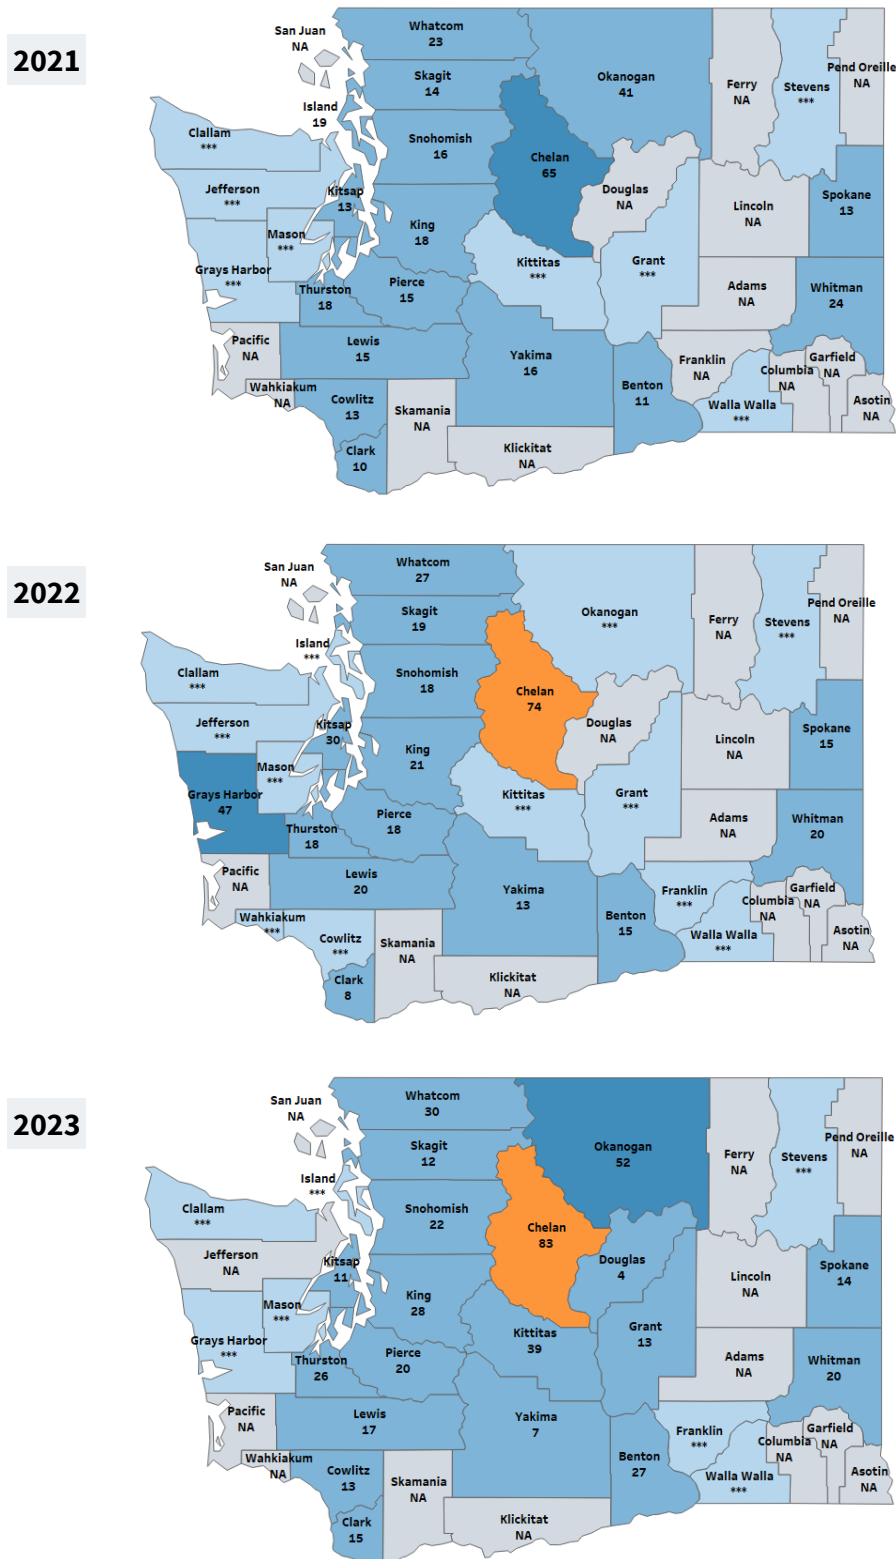 2021
San Juan
NA
Whatcom
23
Skagit
14
Okanogan
41
Ferry
NA
Stevens
***
Pend Oreille
NA
Island
19
Clallam
***
Snohomish
16
Chelan
65
Jefferson
***
Kitsap
13
Douglas
NA
Lincoln
NA
Spokane
13
Mason
***
King
18
Kittitas
***
Grant
***
Grays Harbor
***
Thurston
18
Pierce
15
Adams
NA
Whitman
24
Pacific
NA
Lewis
15
Yakima
16
Franklin
NA
Columbia
NA
Garfield
NA
Wahkiakum
NA
Cowlitz
13
Skamania
NA
Benton
11
Walla Walla
***
Asotin
NA
Clark
10
Klickitat
NA
2022
San Juan
NA
Whatcom
27
Skagit
19
Okanogan
***
Ferry
NA
Stevens
***
Pend Oreille
NA
Island
***
Clallam
***
Snohomish
18
Chelan
74
Jefferson
***
Kitsap
30
Douglas
NA
Lincoln
NA
Spokane
15
Mason
***
King
21
Kittitas
***
Grant
***
Grays Harbor
47
Thurston
18
Pierce
18
Adams
NA
Whitman
20
Pacific
NA
Lewis
20
Yakima
13
Franklin
***
Columbia
NA
Garfield
NA
Wahkiakum
***
Cowlitz
***
Skamania
NA
Benton
15
Walla Walla
***
Asotin
NA
Clark
8
Klickitat
NA
2023
San Juan
NA
Whatcom
30
Skagit
12
Okanogan
52
Ferry
NA
Stevens
***
Pend Oreille
NA
Island
***
Clallam
***
Snohomish
22
Chelan
83
Jefferson
NA
Kitsap
11
Douglas
4
Lincoln
NA
Spokane
14
Mason
***
King
28
Kittitas
39
Grant
13
Grays Harbor
***
Thurston
26
Pierce
20
Adams
NA
Whitman
20
Pacific
NA
Lewis
17
Yakima
7
Franklin
***
Columbia
NA
Garfield
NA
Wahkiakum
NA
Cowlitz
13
Skamania
NA
Benton
27
Walla Walla
***
Asotin
NA
Clark
15
Klickitat
NA